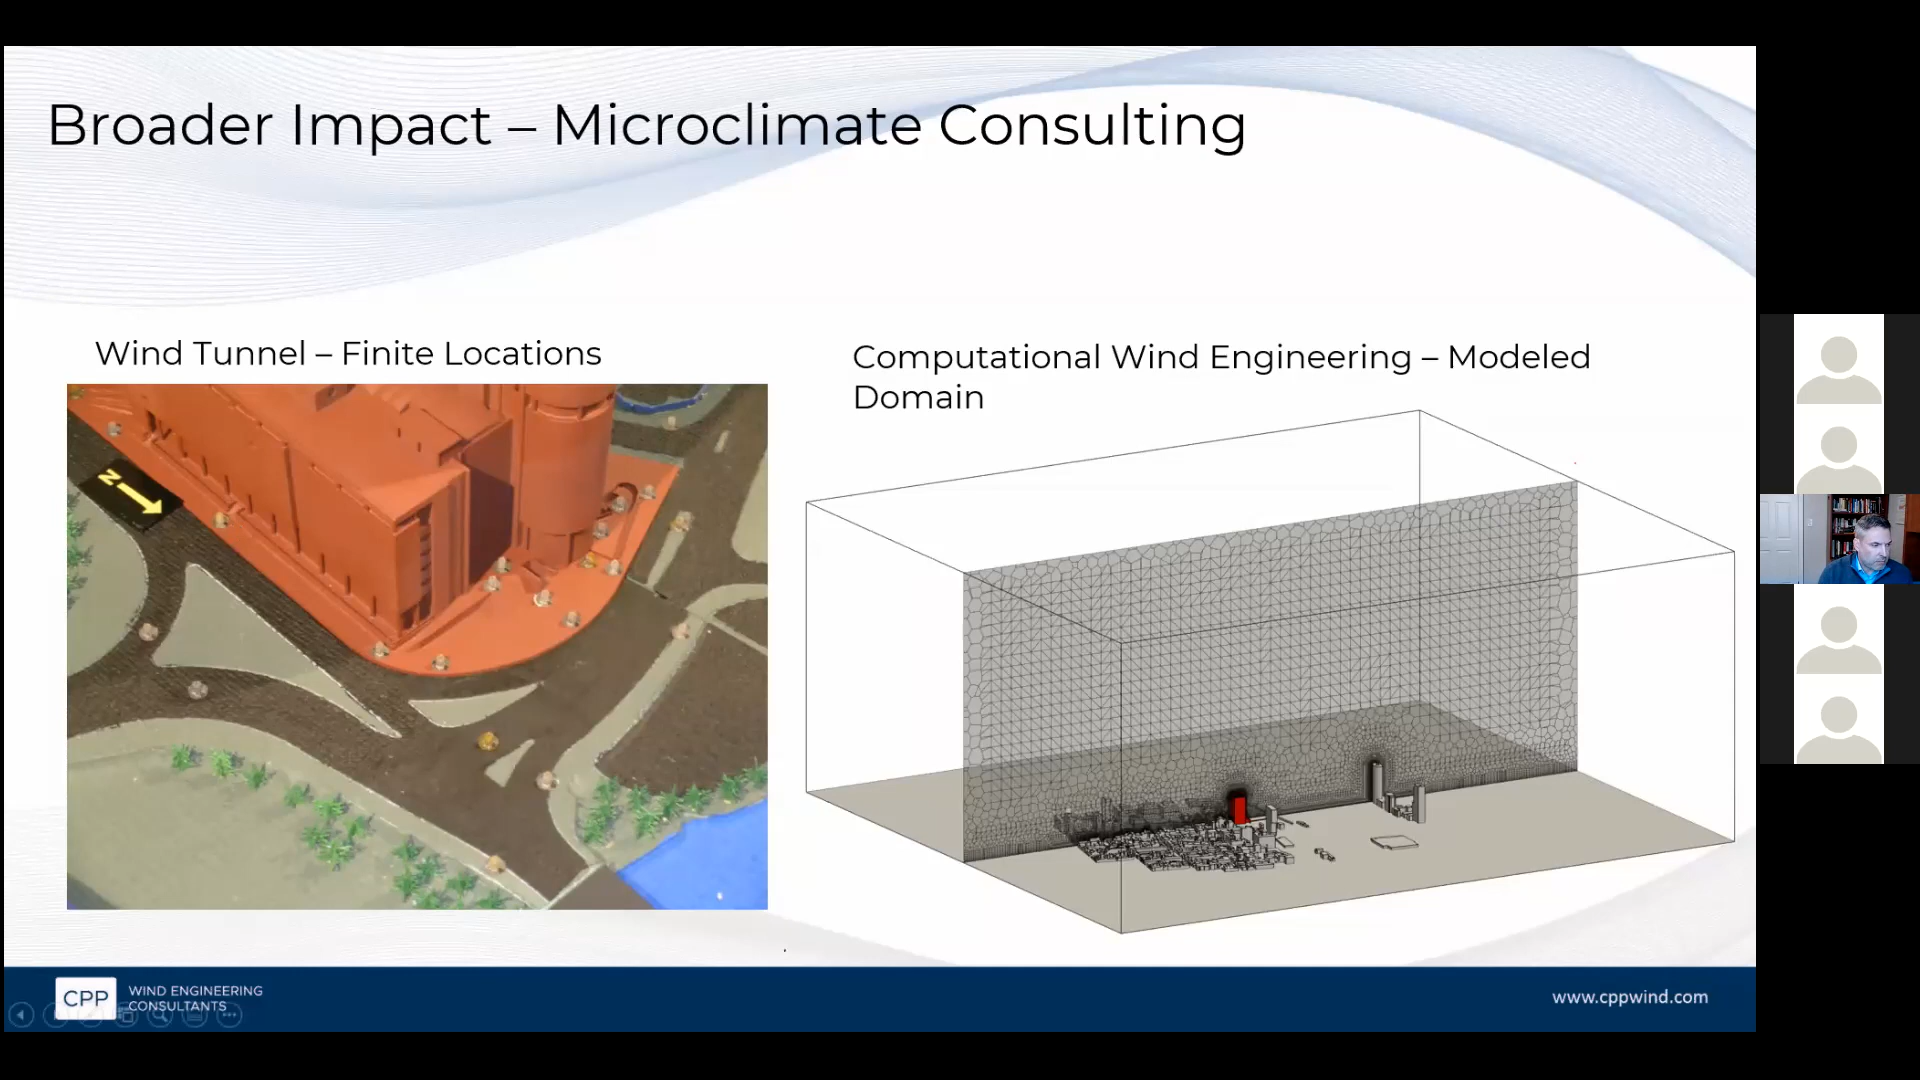 Broader Impact – Microclimate Consulting
Wind Tunnel – Finite Locations
Computational Wind Engineering – Modeled
Domain
N
CPP
WIND ENGINEERING
CONSULTANTS
www.cppwind.com